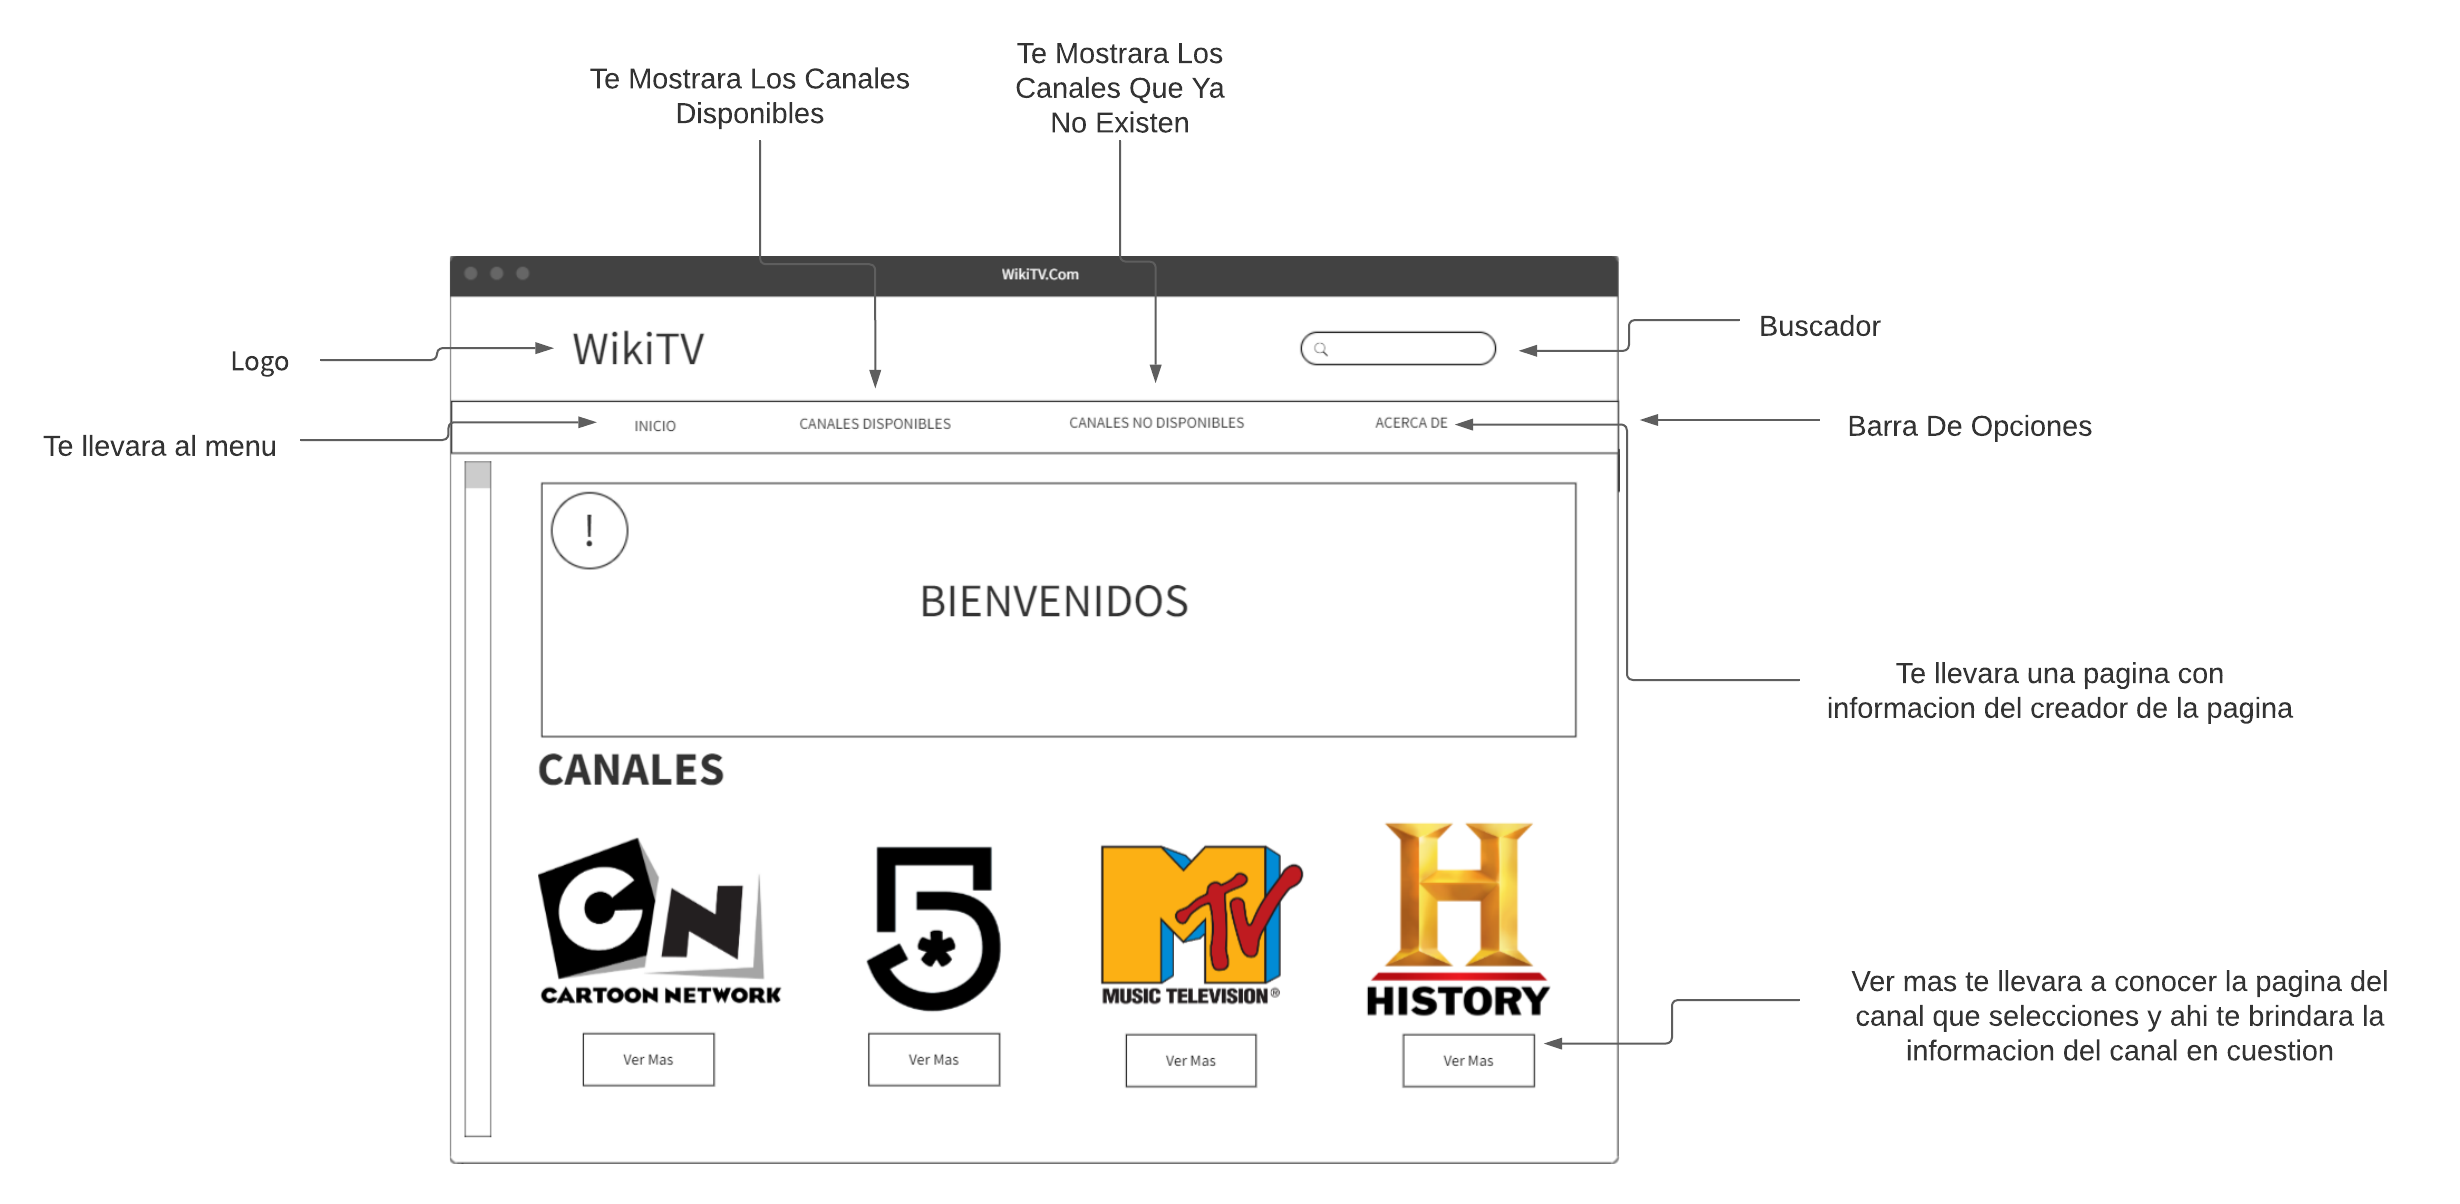 Te Mostrara Los Canales
Disponibles
Te Mostrara Los
Canales Que Ya
No Existen
WikiTV.Com
Logo
WikiTV
Buscador
Te llevara al menu
INICIO
CANALES DISPONIBLES
CANALES NO DISPONIBLES
ACERCA DE
Barra De Opciones
!
BIENVENIDOS
Te llevara una pagina con
informacion del creador de la pagina
CANALES
CN
CARTOON NETWORK
5
*
MTV
MUSIC TELEVISION®
H
HISTORY
Ver Mas
Ver Mas
Ver Mas
Ver Mas
Ver mas te llevara a conocer la pagina del
canal que selecciones y ahi te brindara la
informacion del canal en cuestion